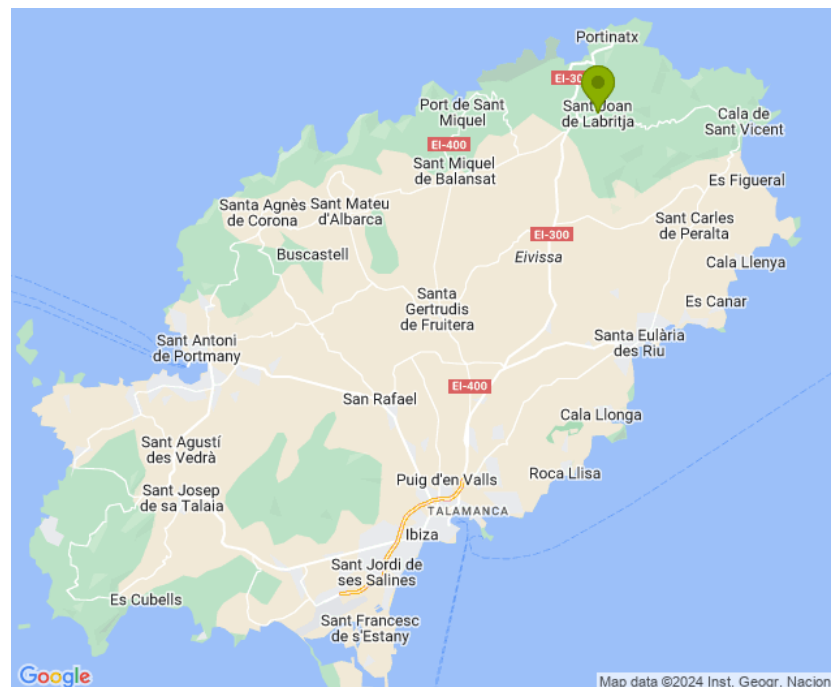 Portinatx
EI-30
Sant Joan
de Labritja
Port de Sant
Miquel
Cala de
Sant Vicent
EI-400
Sant Miquel
de Balansat
Es Figueral
Santa Agnès
de Corona
Sant Mateu
d'Albarca
Sant Carles
de Peralta
EI-300
Buscastell
Eivissa
Cala Llenya
Santa
Gertrudis
de Fruitera
Es Canar
Sant Antoni
de Portmany
Santa Eulària
des Riu
EI-400
San Rafael
Cala Llonga
Sant Agustí
des Vedrà
Puig d'en Valls
Roca Llisa
Sant Josep
de sa Talaia
TALAMANCA
Ibiza
Sant Jordi de
ses Salines
Es Cubells
Sant Francesc
de s'Estany
Google
Map data ©2024 Inst. Geogr. Nacion